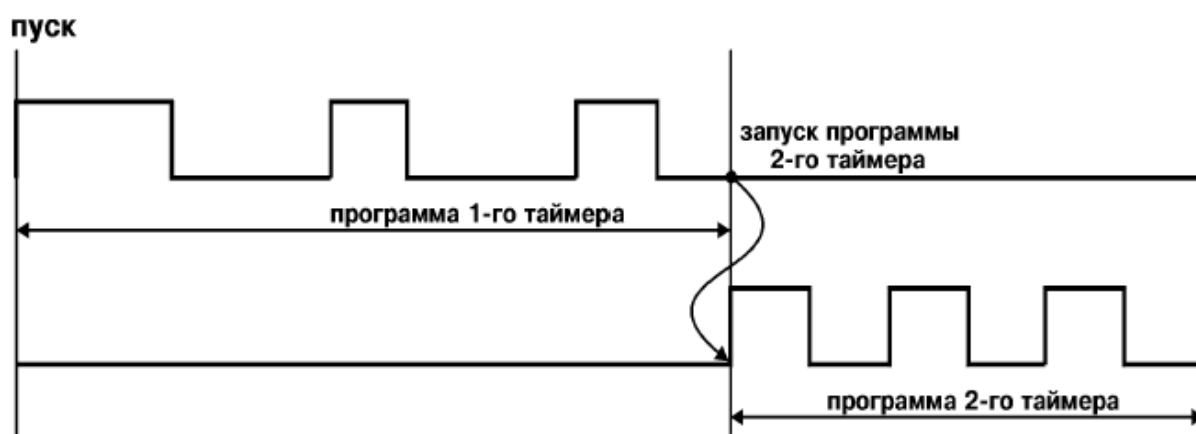 пуск
запуск программы
2-го таймера
программа 1-го таймера
программа 2-го таймера